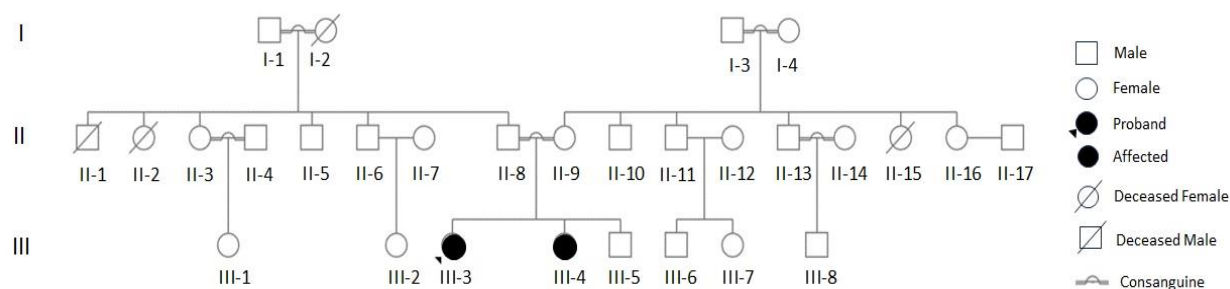 I
I-1 I-2 I-3 I-4
II
II-1 II-2 II-3 II-4 II-5 II-6 II-7 II-8 II-9 II-10 II-11 II-12 II-13 II-14 II-15 II-16 II-17
III
III-1 III-2 III-3 III-4 III-5 III-6 III-7 III-8
Male
Female
Proband
Affected
Deceased Female
Deceased Male
Consanguine